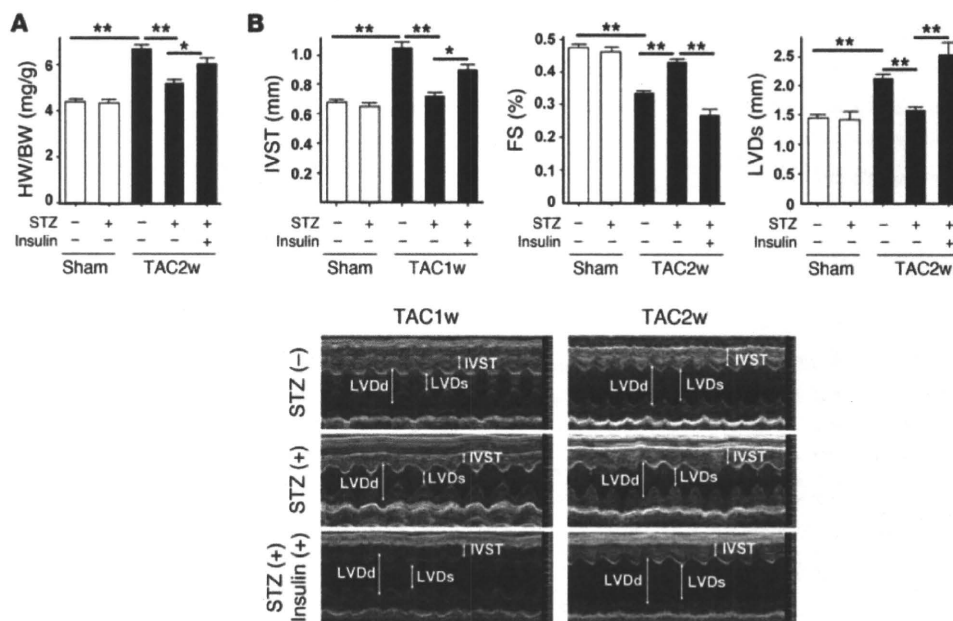 A
B
** ** *
HW/BW (mg/g)
6
4
2
0
STZ – + – + +
Insulin – – – – +
Sham TAC2w
** ** *
IVST (mm)
1.0
0.8
0.6
0.4
0.2
0
STZ – + – + +
Insulin – – – – +
Sham TAC1w
** ** **
FS (%)
0.5
0.4
0.3
0.2
0.1
0
STZ – + – + +
Insulin – – – – +
Sham TAC2w
** ** **
LVDs (mm)
2.5
2.0
1.5
1.0
0.5
0
STZ – + – + +
Insulin – – – – +
Sham TAC2w
TAC1w TAC2w
STZ (–)
IVST
LVDd LVDs
IVST
LVDd LVDs
STZ (+)
IVST
LVDd LVDs
IVST
LVDd LVDs
STZ (+)
Insulin (+)
IVST
LVDd LVDs
IVST
LVDd LVDs